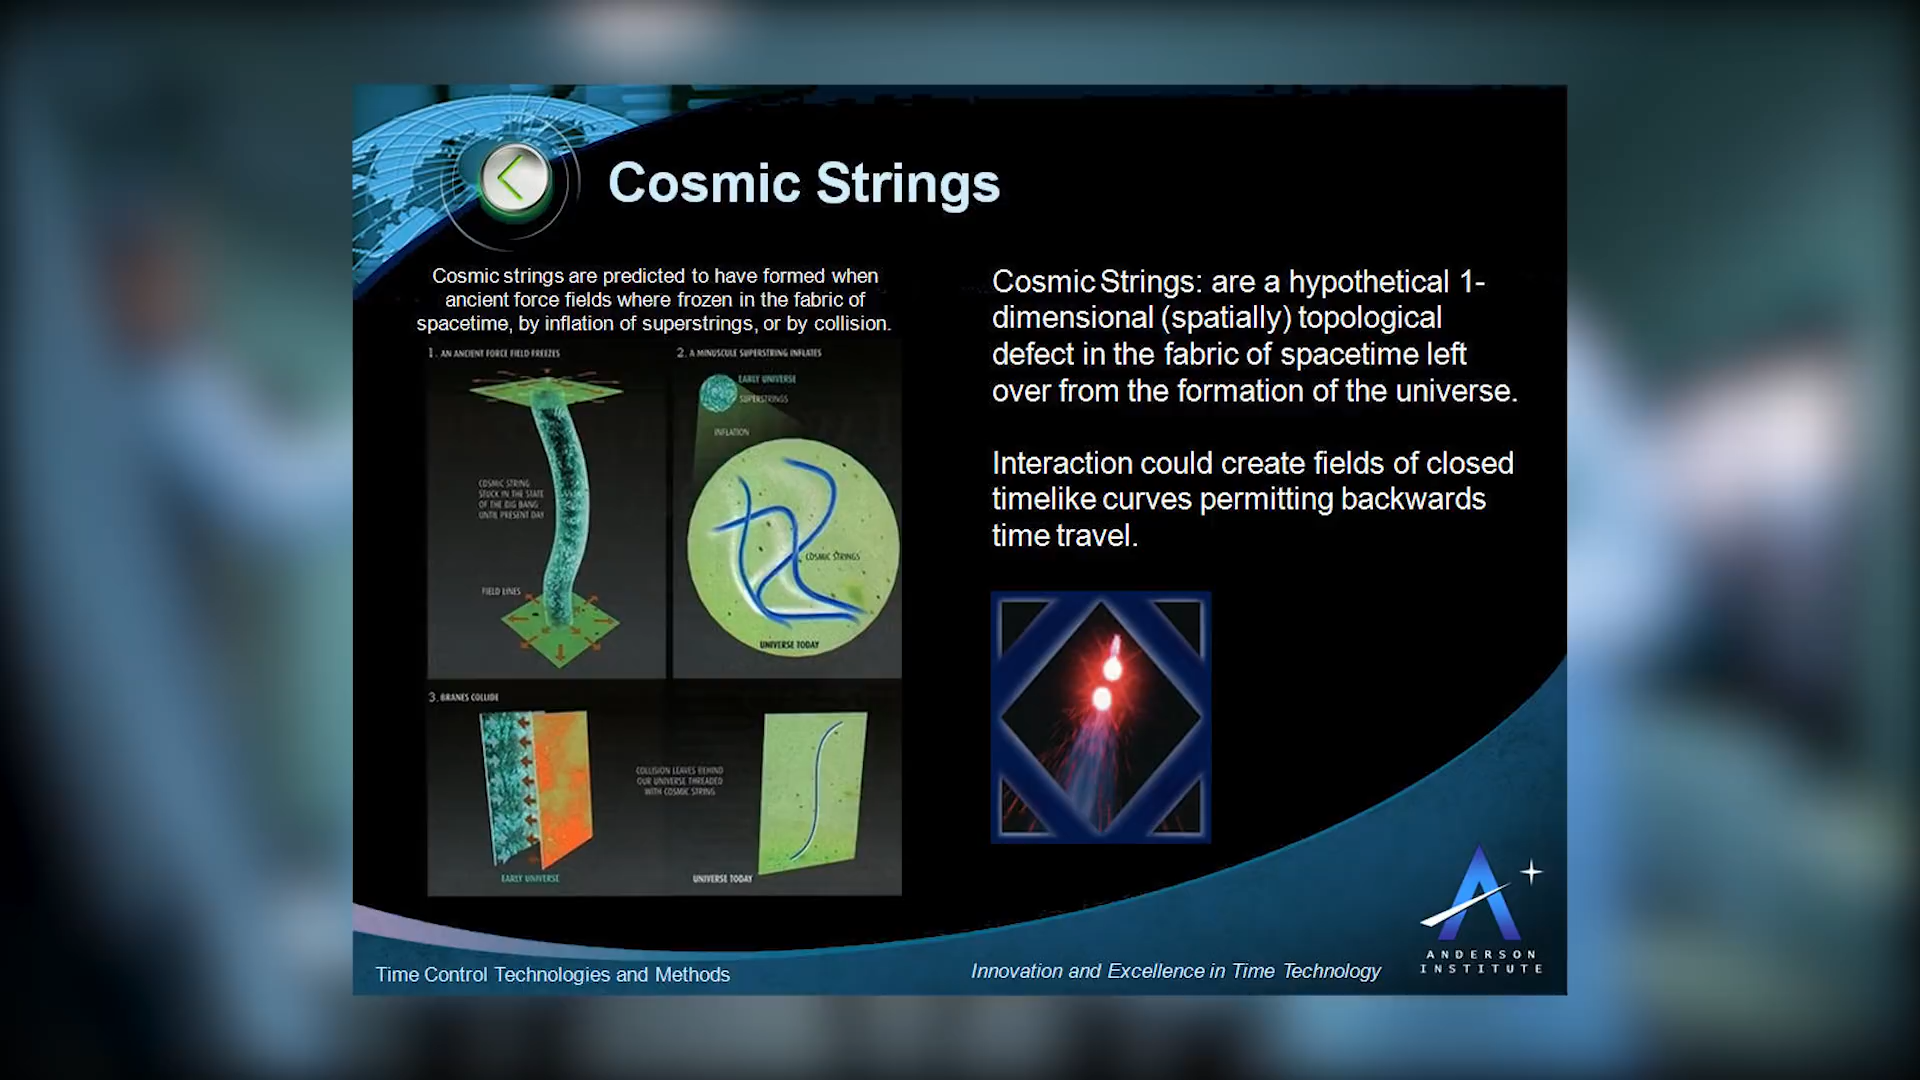 Cosmic Strings
Cosmic strings are predicted to have formed when
ancient force fields where frozen in the fabric of
spacetime, by inflation of superstrings, or by collision.
1. AN ANCIENT FORCE FIELD FREEZES
COSMIC STRING
STUCK IN THE STATE
OF THE BIG BANG
UNTIL PRESENT DAY
FIELD LINES
2. A MINUSCULE SUPERSTRING INFLATES
EARLY UNIVERSE
SUPERSTRINGS
INFLATION
COSMIC STRINGS
UNIVERSE TODAY
3. BRANES COLLIDE
COLLISION LEAVES BEHIND
OUR UNIVERSE THREADED
WITH COSMIC STRING
EARLY UNIVERSE
UNIVERSE TODAY
Cosmic Strings: are a hypothetical 1-
dimensional (spatially) topological
defect in the fabric of spacetime left
over from the formation of the universe.
Interaction could create fields of closed
timelike curves permitting backwards
time travel.
Time Control Technologies and Methods
Innovation and Excellence in Time Technology
ANDERSON
INSTITUTE